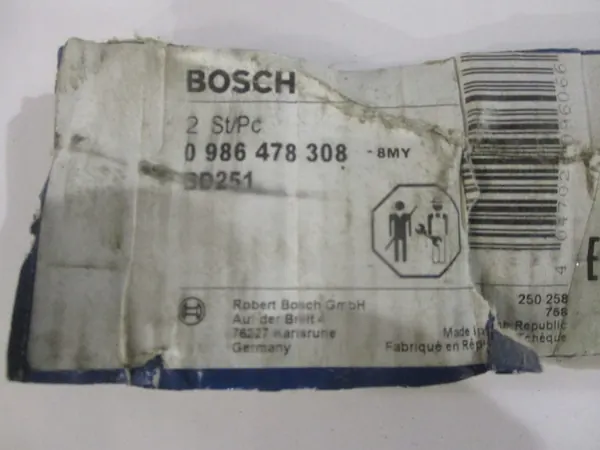 BOSCH
2 St/Pc
0 986 478 308 -8MY
BD251
Robert Bosch GmbH
Auf der Breit 4
76227 Karlsruhe
Germany
250 258
768
Made Republic
Fabriqué en Rép Tchèque
E